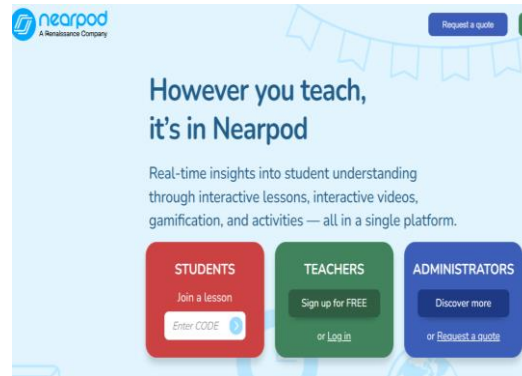 nearpod
A Renaissance Company
Request a quote
However you teach,
it's in Nearpod
Real-time insights into student understanding
through interactive lessons, interactive videos,
gamification, and activities — all in a single platform.
STUDENTS
Join a lesson
Enter CODE
TEACHERS
Sign up for FREE
or Log in
ADMINISTRATORS
Discover more
or Request a quote